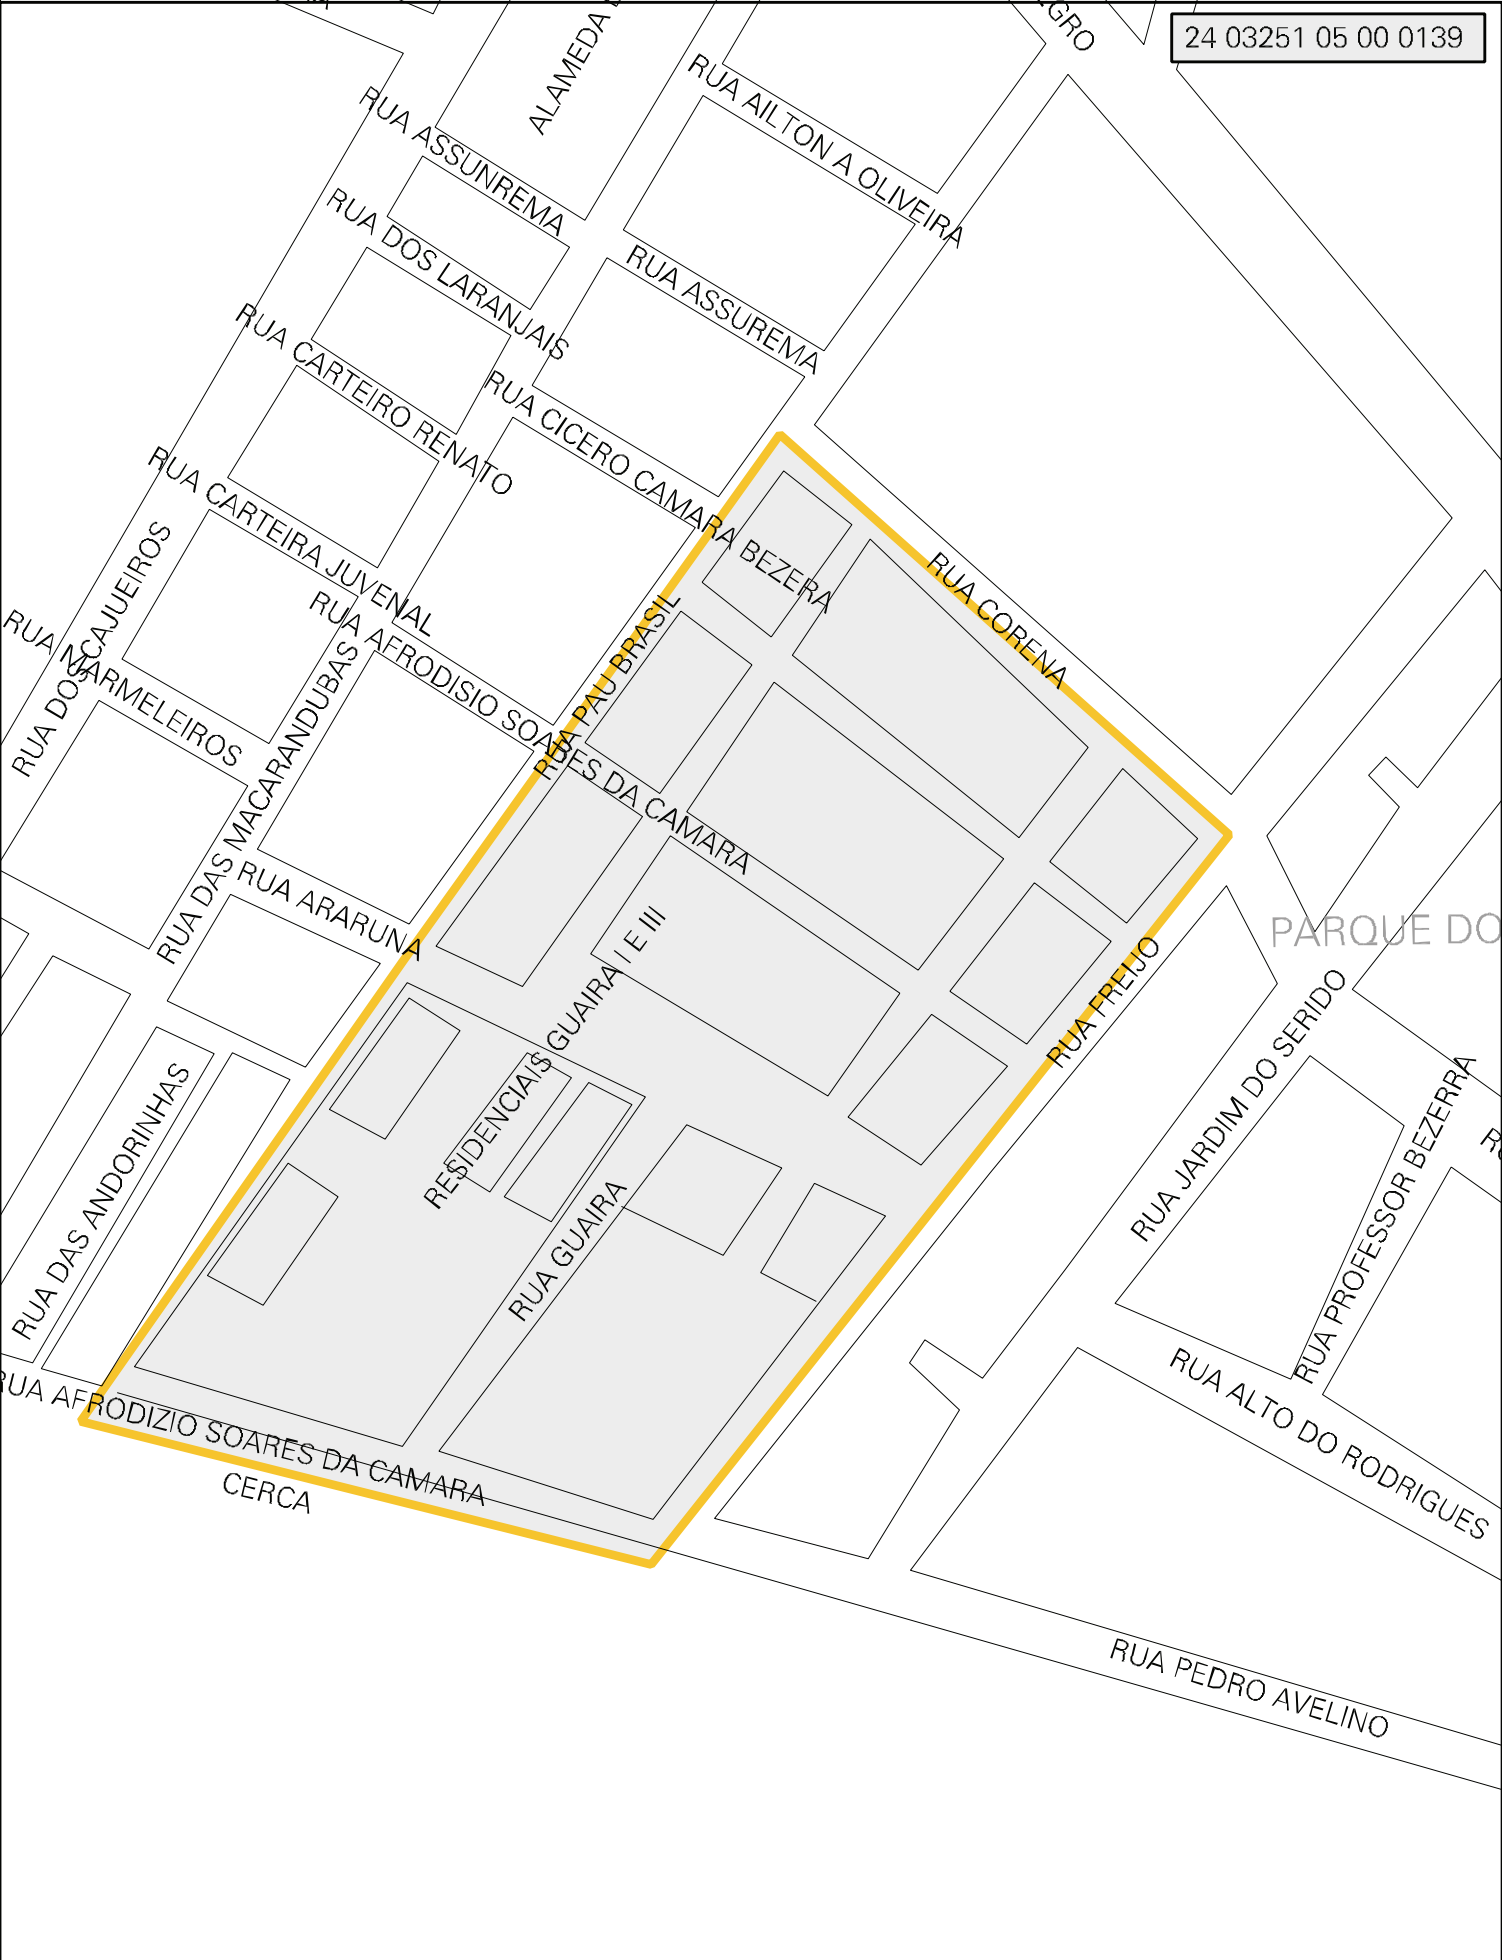 24 03251 05 00 0139
ALAMEDA
RUA AILTON A OLIVEIRA
RUA ASSUNREMA
RUA DOS LARANJAIS
RUA ASSUREMA
RUA CARTEIRO RENATO
RUA CICERO CAMARA BEZERA
RUA CARTEIRA JUVENAL
RUA DOS CAJUEIROS
RUA CORENA
RUA PAU BRASIL
RUA AFRODISIO SOARES DA CAMARA
RUA MARMELEIROS
RUA DAS MACARANDUBAS
RUA ARARUNA
RESIDENCIAIS GUAIRA I E III
PARQUE DO
RUA FREIJO
RUA JARDIM DO SERIDO
RUA PROFESSOR BEZERRA
RUA DAS ANDORINHAS
RUA GUAIRA
RUA ALTO DO RODRIGUES
RUA AFRODIZIO SOARES DA CAMARA
CERCA
RUA PEDRO AVELINO